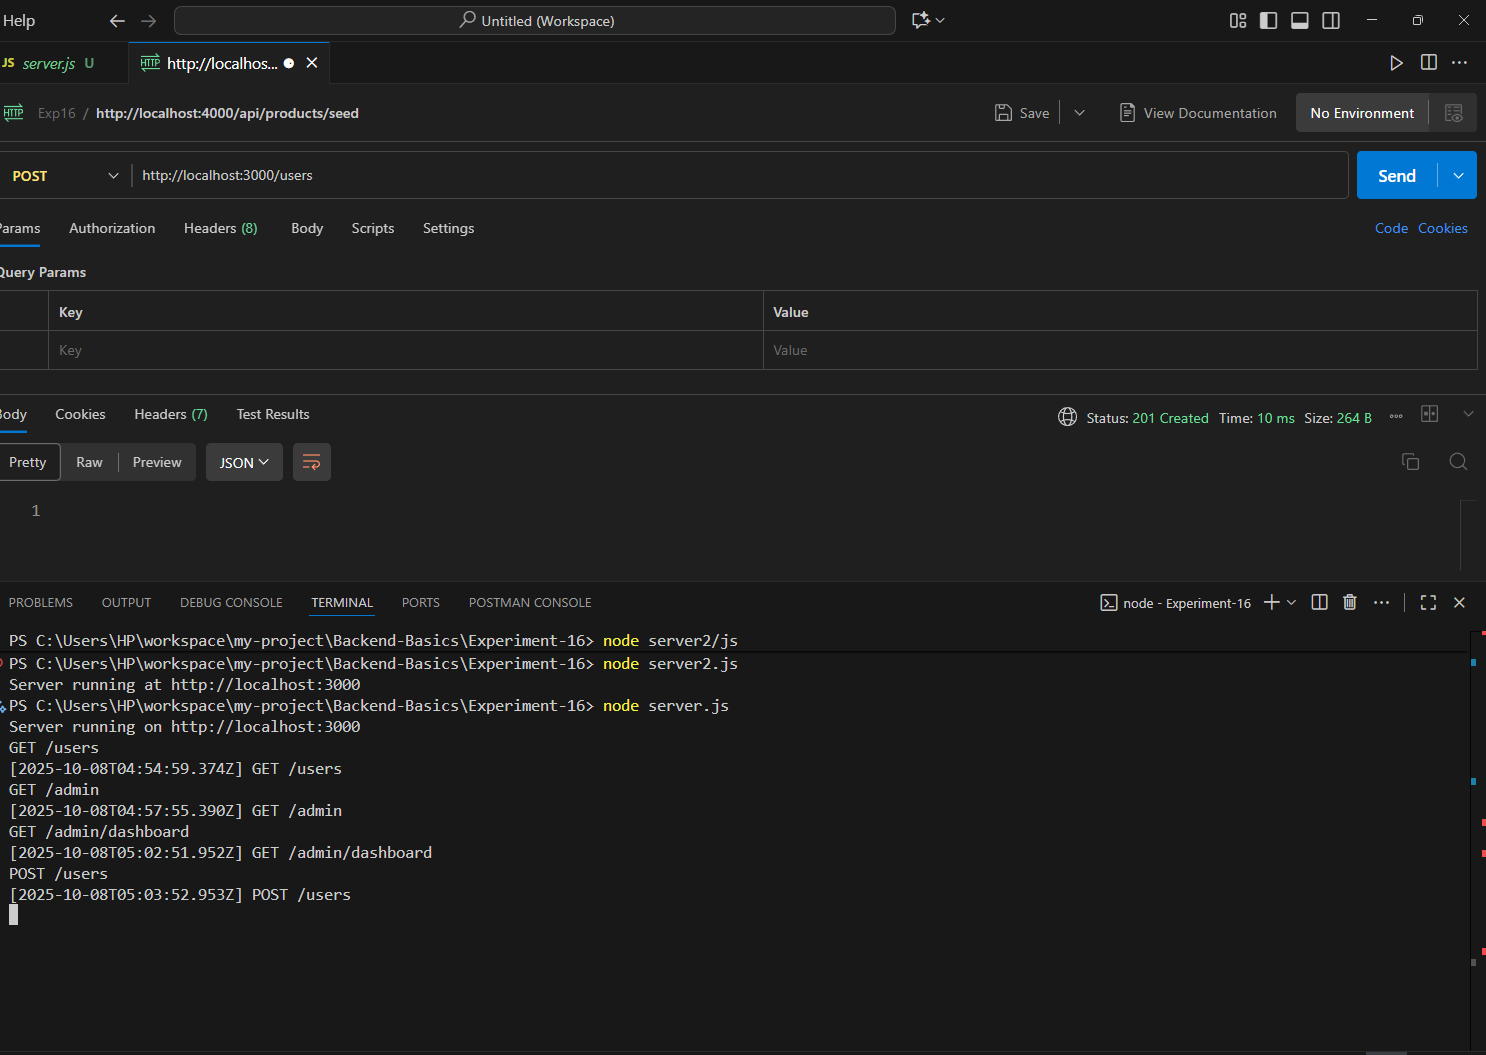 Help
Untitled (Workspace)
JS server.js U
HTTP http://localhos...
HTTP Exp16 / http://localhost:4000/api/products/seed
Save
View Documentation
No Environment
POST
http://localhost:3000/users
Send
Params Authorization Headers (8) Body Scripts Settings
Code Cookies
Query Params
Key Value
Key Value
Body Cookies Headers (7) Test Results
Status: 201 Created Time: 10 ms Size: 264 B
Pretty Raw Preview JSON
1
PROBLEMS OUTPUT DEBUG CONSOLE TERMINAL PORTS POSTMAN CONSOLE
node - Experiment-16
PS C:\Users\HP\workspace\my-project\Backend-Basics\Experiment-16> node server2/js
PS C:\Users\HP\workspace\my-project\Backend-Basics\Experiment-16> node server2.js
Server running at http://localhost:3000
PS C:\Users\HP\workspace\my-project\Backend-Basics\Experiment-16> node server.js
Server running on http://localhost:3000
GET /users
[2025-10-08T04:54:59.374Z] GET /users
GET /admin
[2025-10-08T04:57:55.390Z] GET /admin
GET /admin/dashboard
[2025-10-08T05:02:51.952Z] GET /admin/dashboard
POST /users
[2025-10-08T05:03:52.953Z] POST /users